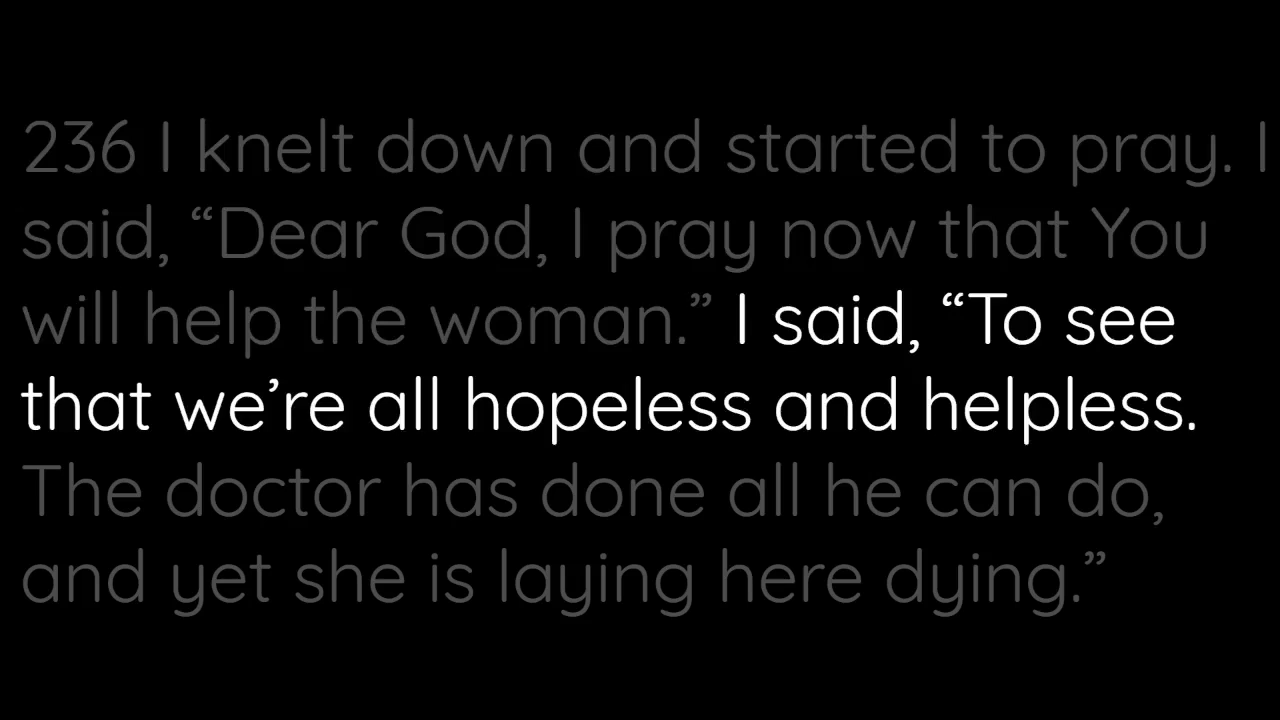 236 I knelt down and started to pray. I
said, “Dear God, I pray now that You
will help the woman.” I said, “To see
that we’re all hopeless and helpless.
The doctor has done all he can do,
and yet she is laying here dying.”